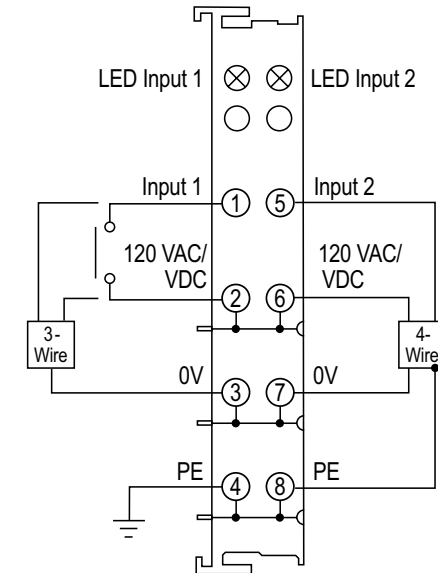 LED Input 1
LED Input 2
Input 1
1
5
Input 2
120 VAC/
VDC
2
6
120 VAC/
VDC
3-
Wire
4-
Wire
0V
3
7
0V
PE
4
8
PE